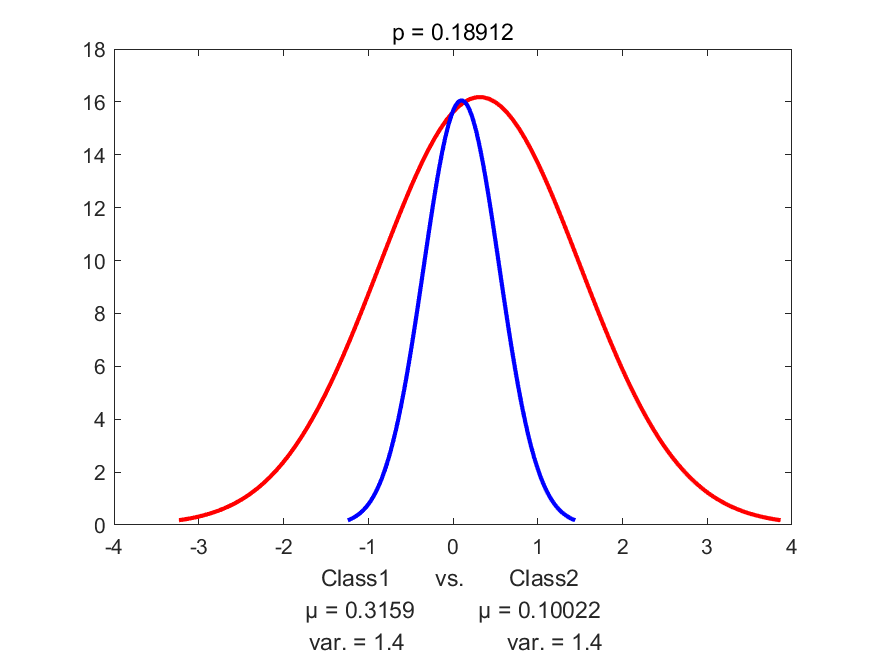 p = 0.18912
18
16
14
12
10
8
6
4
2
0
-4 -3 -2 -1 0 1 2 3 4
Class1 vs. Class2
μ = 0.3159 μ = 0.10022
var. = 1.4 var. = 1.4